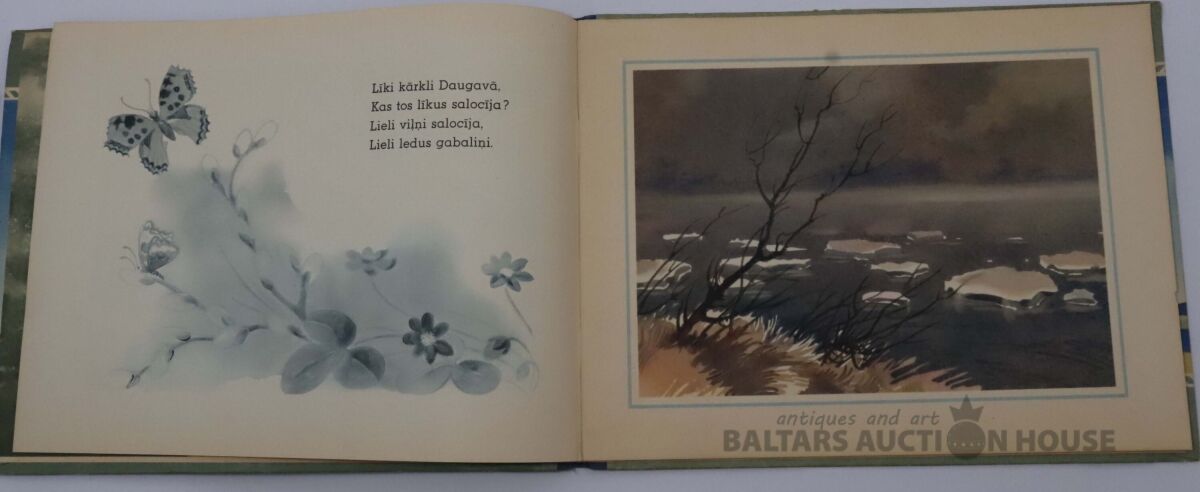 Līki kārkli Daugavā,
Kas tos līkus salocīja?
Lieli viļņi salocīja,
Lieli ledus gabaliņi.
antiques and art
BALTARS AUCTION HOUSE